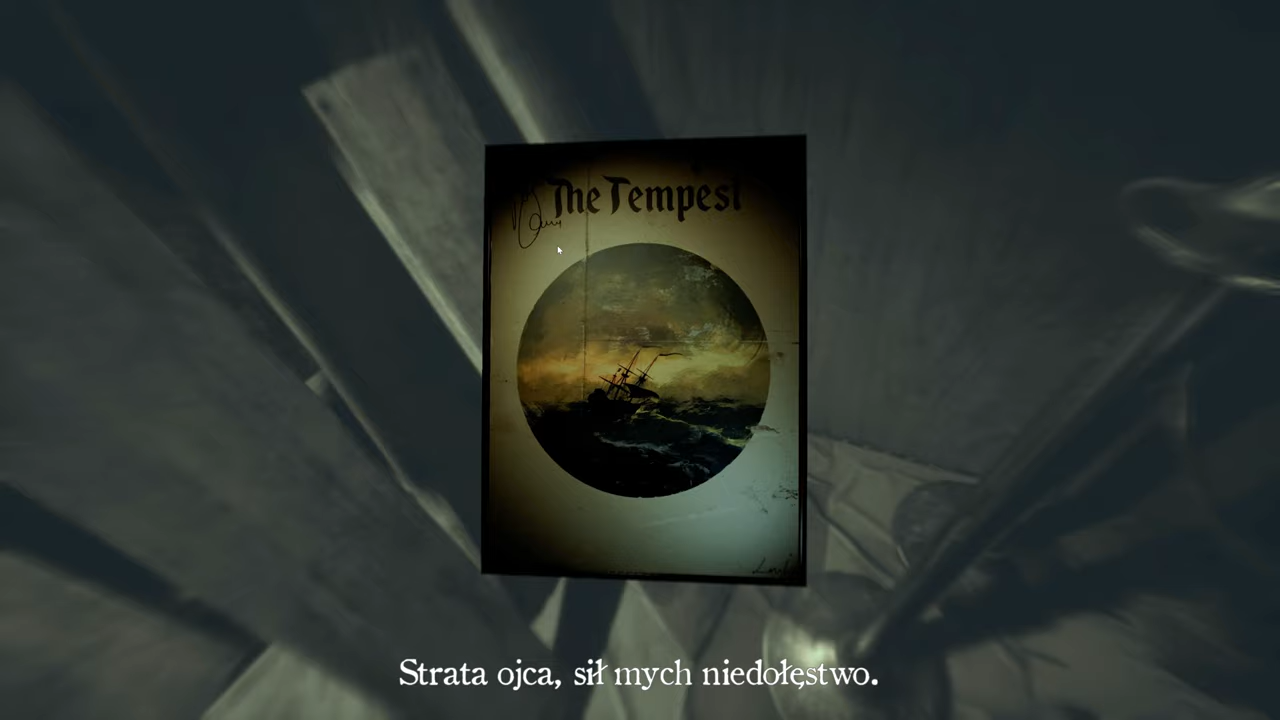 The Tempest
Strata ojca, sił mych niedołęstwo.